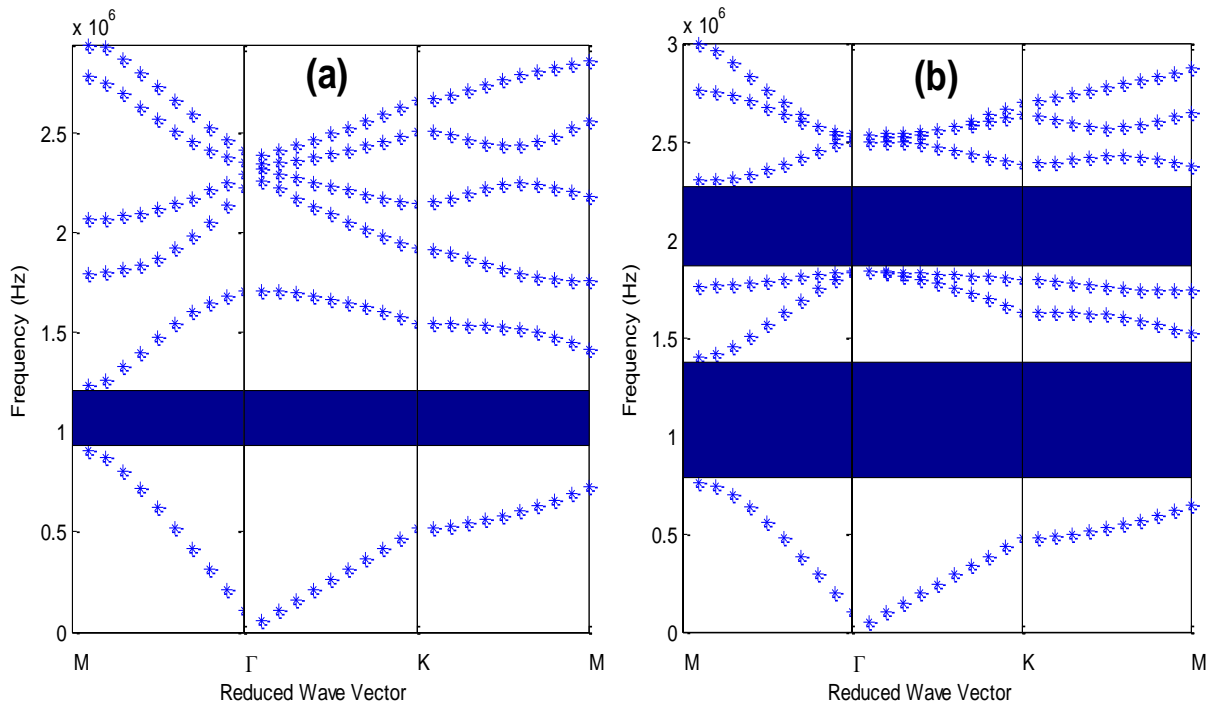 x 10^6
(a)
2.5
2
1.5
1
0.5
0
Frequency (Hz)
M Γ K M
Reduced Wave Vector
x 10^6
(b)
3
2.5
2
1.5
1
0.5
0
Frequency (Hz)
M Γ K M
Reduced Wave Vector